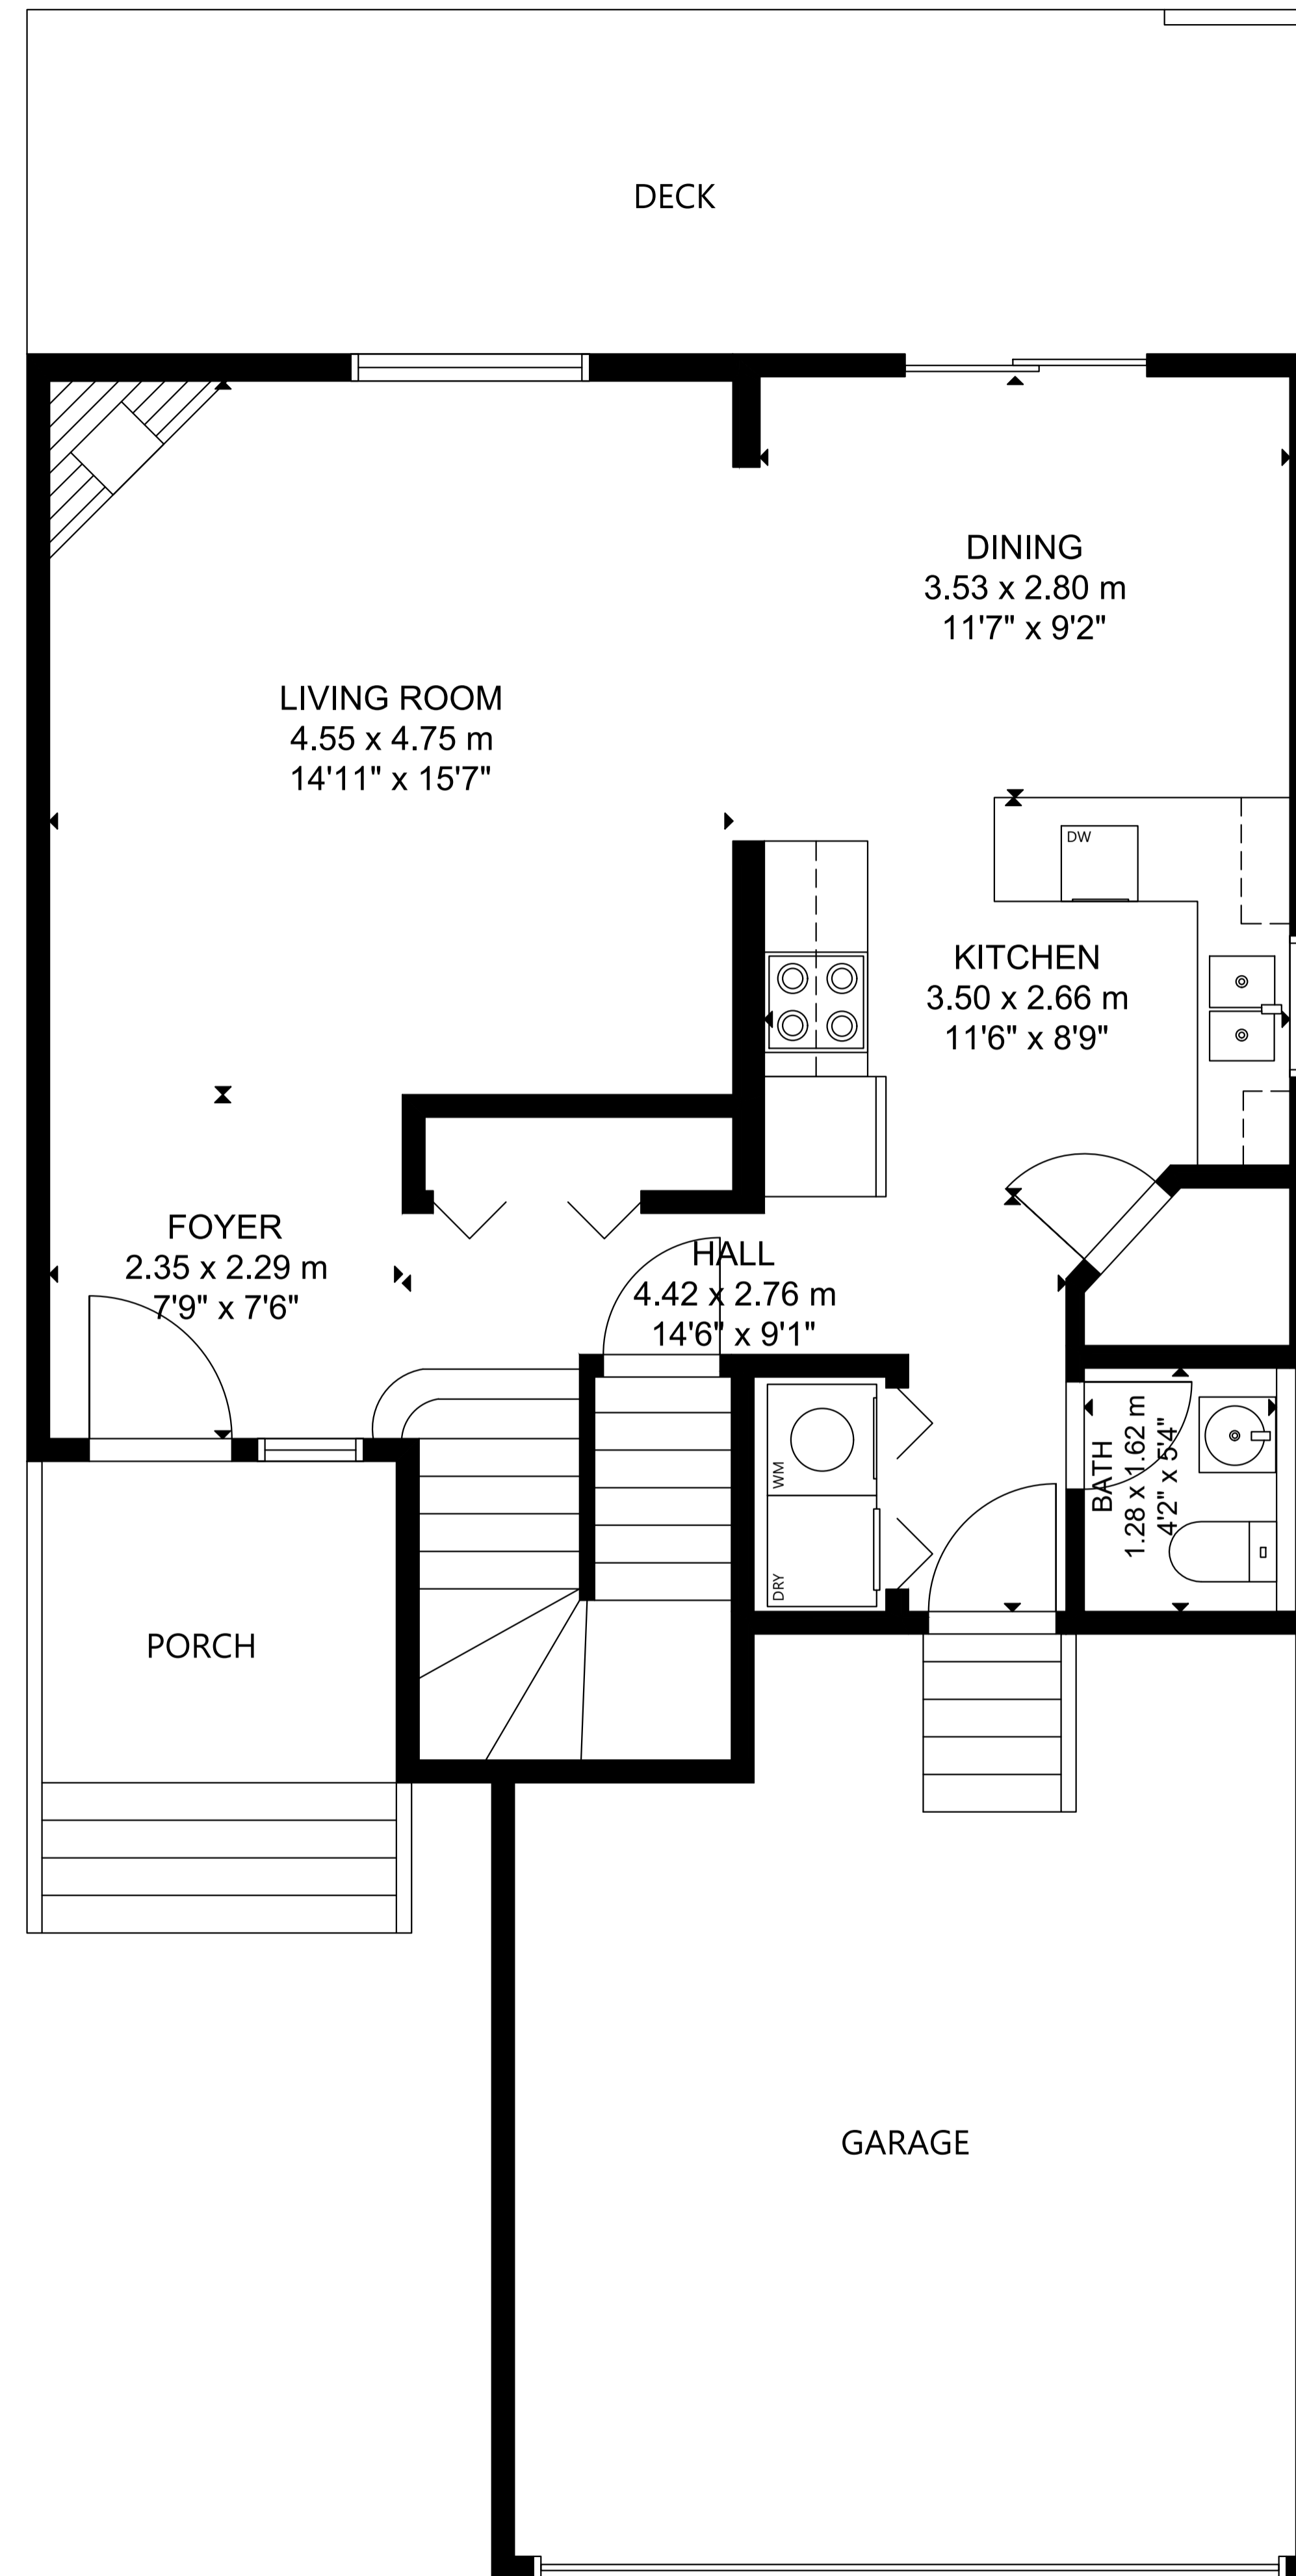 DECK
DINING
3.53 x 2.80 m
11'7" x 9'2"
LIVING ROOM
4.55 x 4.75 m
14'11" x 15'7"
DW
KITCHEN
3.50 x 2.66 m
11'6" x 8'9"
FOYER
2.35 x 2.29 m
7'9" x 7'6"
HALL
4.42 x 2.76 m
14'6" x 9'1"
WM
DRY
BATH
1.28 x 1.62 m
4'2" x 5'4"
PORCH
GARAGE